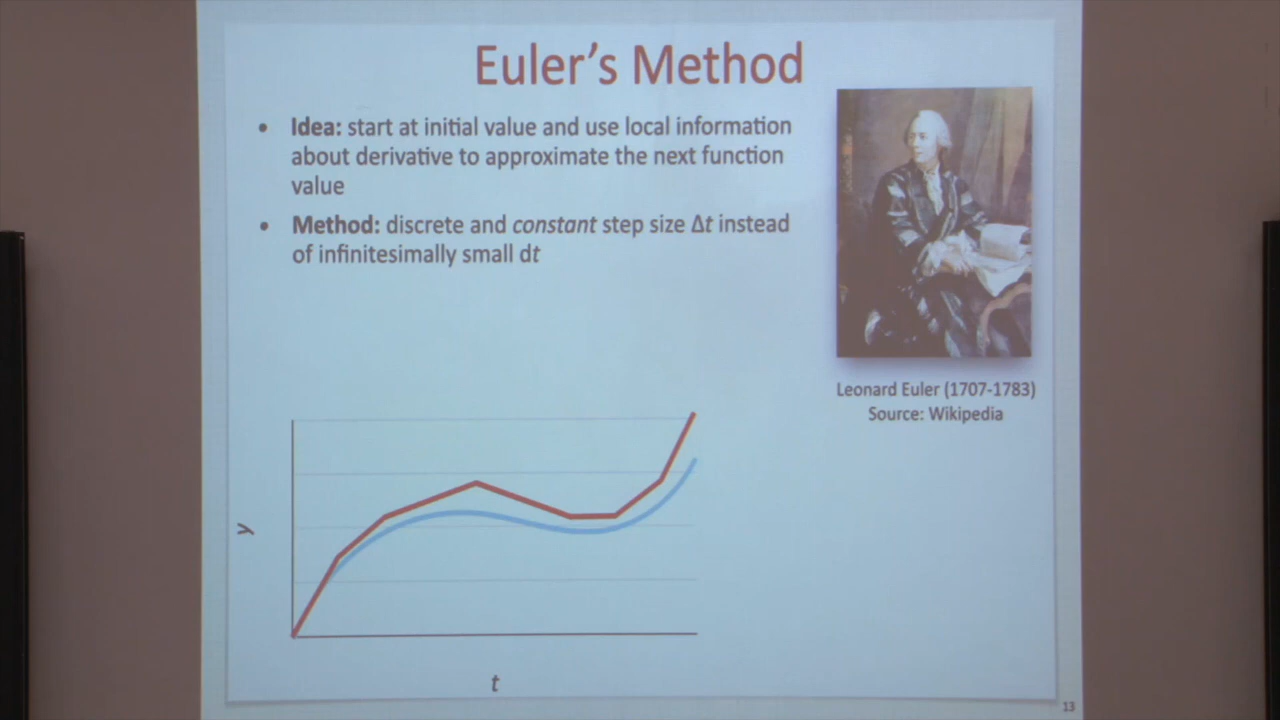 Euler's Method
• Idea: start at initial value and use local information
about derivative to approximate the next function
value
• Method: discrete and constant step size Δt instead
of infinitesimally small dt
Leonard Euler (1707-1783)
Source: Wikipedia
y
t
13